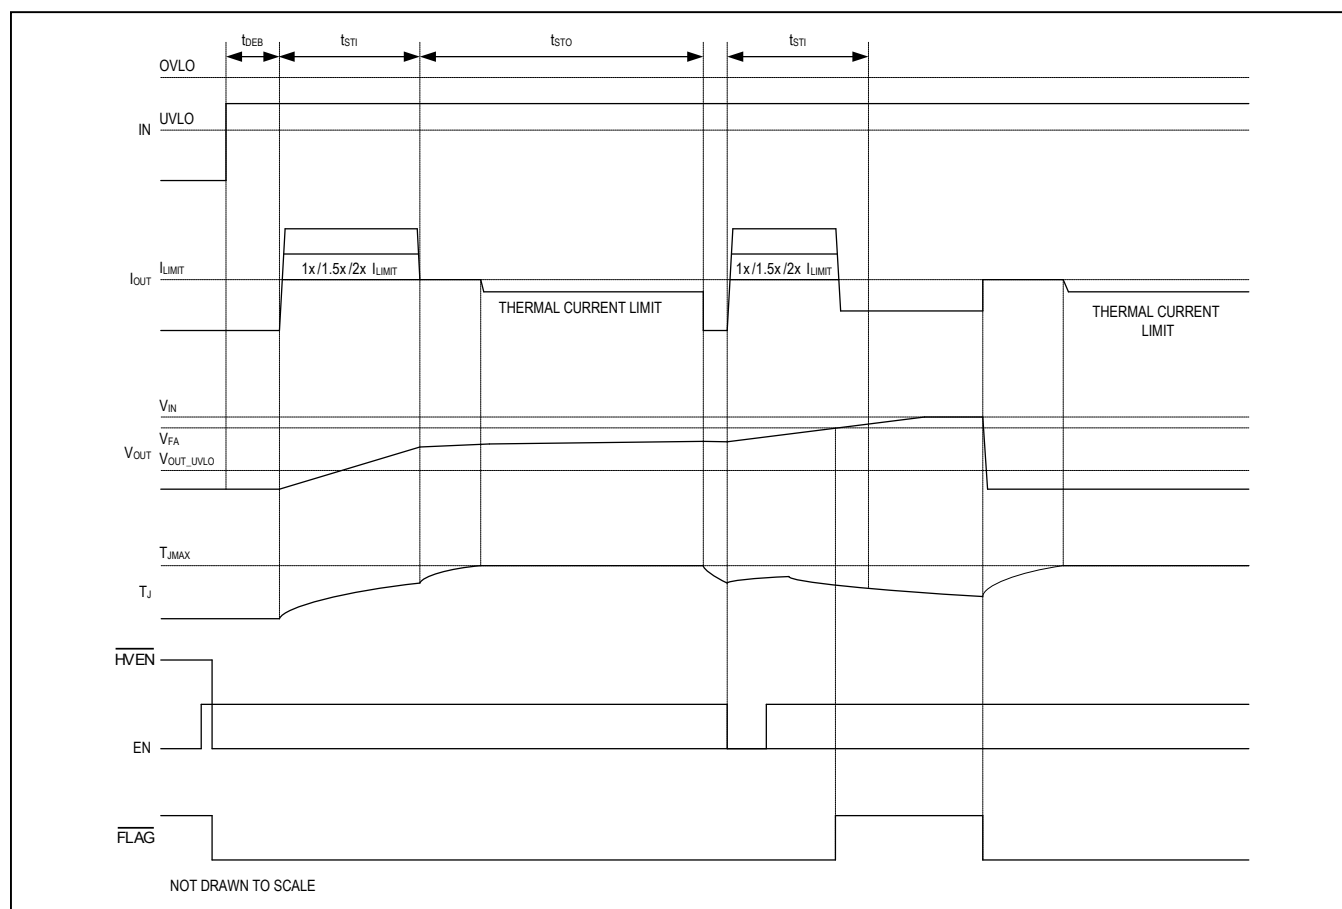 tDEB tSTI tSTO tSTI
OVLO
UVLO
IN
ILIMIT
IOUT
1x/1.5x/2x ILIMIT
1x/1.5x/2x ILIMIT
THERMAL CURRENT LIMIT
THERMAL CURRENT
LIMIT
VIN
VFA
VOUT
VOUT_UVLO
TJMAX
TJ
HVEN
EN
FLAG
NOT DRAWN TO SCALE